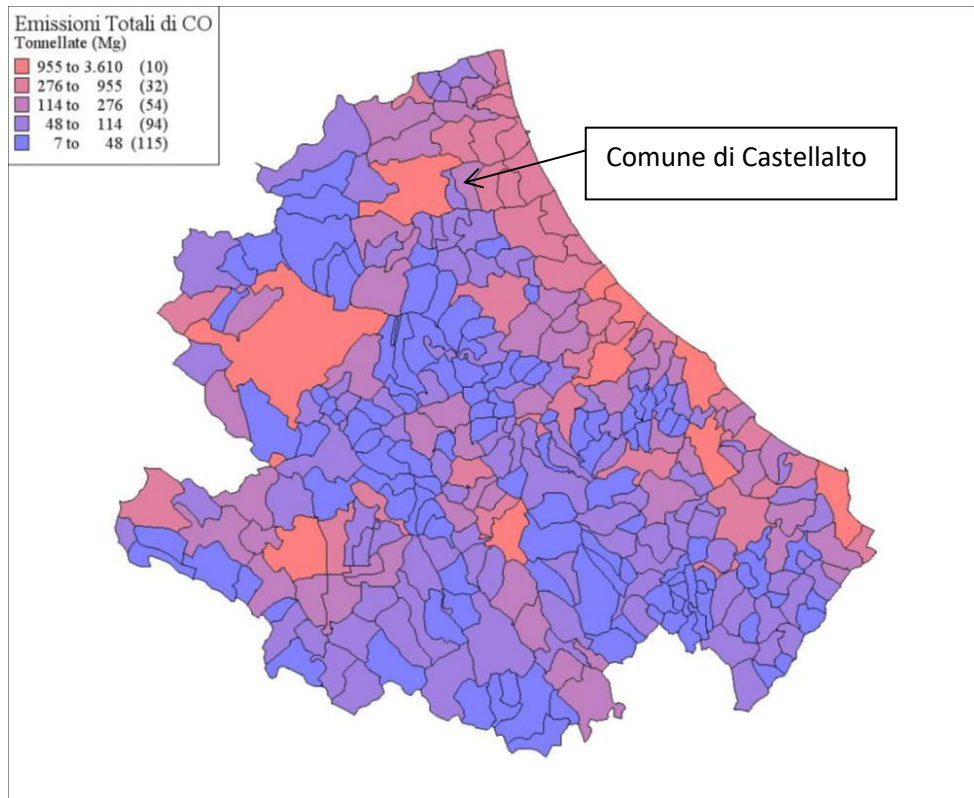 Emissioni Totali di CO
Tonnellate (Mg)
955 to 3.610 (10)
276 to 955 (32)
114 to 276 (54)
48 to 114 (94)
7 to 48 (115)
Comune di Castellalto